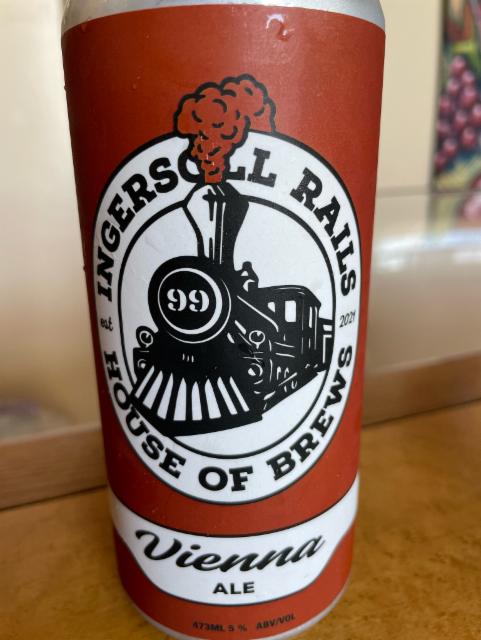 INGERSOLL RAILS
99
est 2021
HOUSE OF BREWS
Vienna
ALE
473ML 5 % ABV/VOL